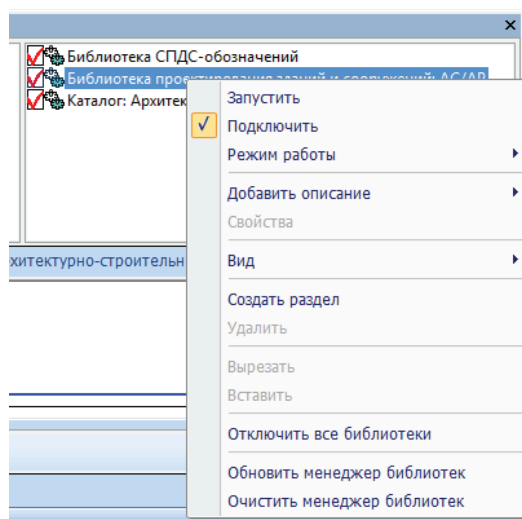 Библиотека СПДС-обозначений
Библиотека проектирования зданий и сооружений: АС/АР
Каталог: Архитек
Запустить
Подключить
Режим работы
Добавить описание
Свойства
хитектурно-строительн
Вид
Создать раздел
Удалить
Вырезать
Вставить
Отключить все библиотеки
Обновить менеджер библиотек
Очистить менеджер библиотек